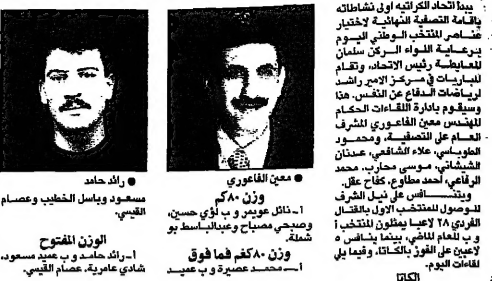 يبدأ اتحاد الكراتيه اولى نشاطاته
باقامة التصفية النهائية لاختيار
عناصر المنتخب الوطني اليوم
برعاية اللواء الركن سلمان
المعايطة رئيس الاتحاد، وتقام
المباريات في مركز الامير راشد
لرياضات الدفاع عن النفس. هذا
وسيقوم بادارة اللقاءات الحكام
المهندس معين الفاعوري المشرف
العام على التصفية، ومحمود
الطوباسي، علاء الشافعي، عدنان
الشيشاني، موسى محارب، محمد
الرفاعي، أحمد مطاوع، كفاح عقل.
ويتنافس على نيل الشرف
للوصول للمنتخب الاول بالقتال
الفردي ٢٨ لاعبا يمثلون المنتخب أ
و ب للعام الماضي، بينما ينافس ٥
لاعبين على الفوز بالكاتا، وفيما يلي
لقاءات اليوم.
الكاتا
● معين الفاعوري
وزن ٨٠كم
أ ـ نائل عويمر و ب لؤي حسين،
وصبحي مصباح وعبدالباسط بو
شملة.
وزن ٨٠كغم فما فوق
أ ـ محمد عصيرة و ب عميد
● رائد حامد
مسعود وباسل الخطيب وعصام
القيسي.
الوزن المفتوح
أ ـ رائد حامد و ب عميد مسعود،
شادي عامرية، عصام القيسي.